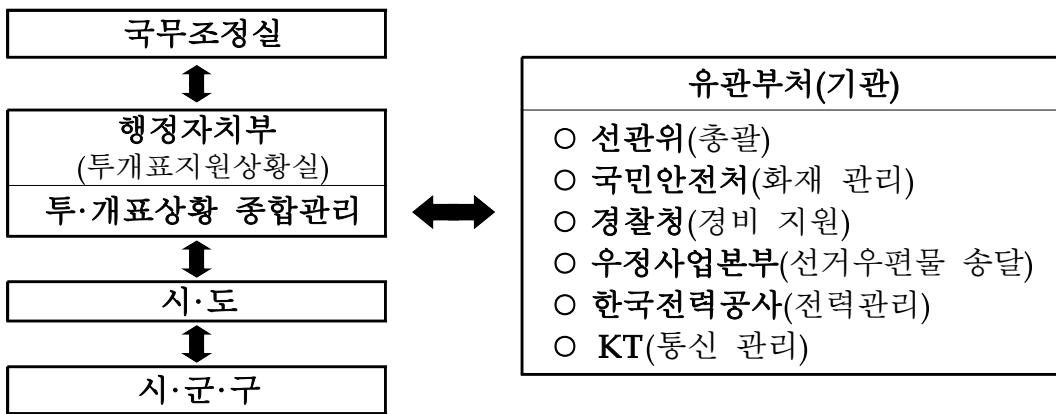 국무조정실
행정자치부
(투개표지원상황실)
투·개표상황 종합관리
시·도
시·군·구
유관부처(기관)
○ 선관위(총괄)
○ 국민안전처(화재 관리)
○ 경찰청(경비 지원)
○ 우정사업본부(선거우편물 송달)
○ 한국전력공사(전력관리)
○ KT(통신 관리)